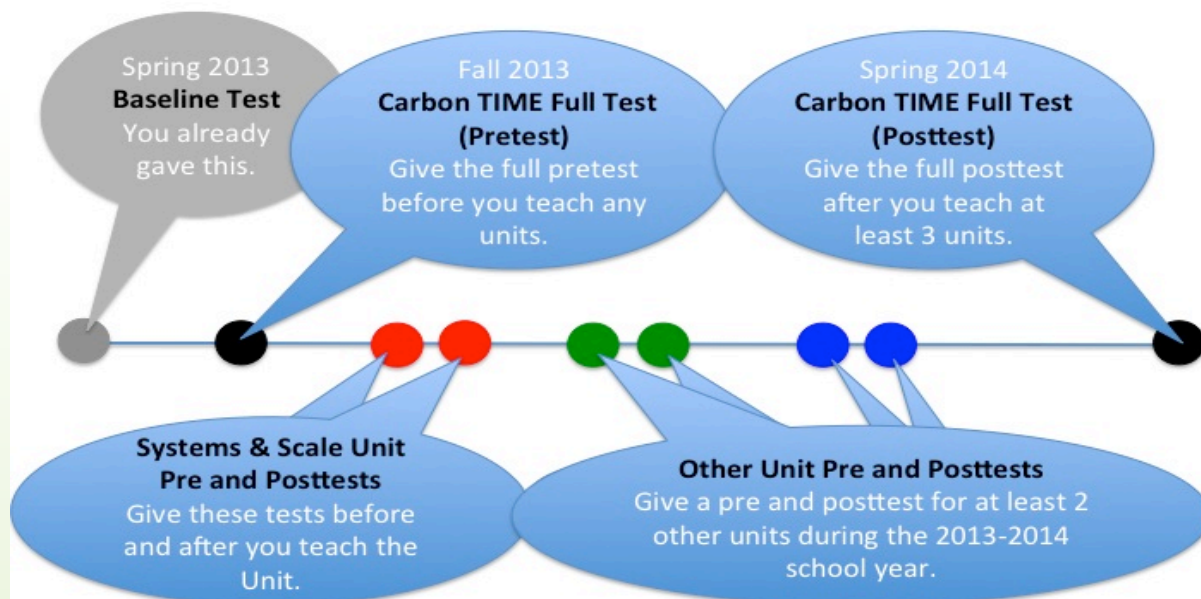 Spring 2013
Baseline Test
You already
gave this.
Fall 2013
Carbon TIME Full Test
(Pretest)
Give the full pretest
before you teach any
units.
Spring 2014
Carbon TIME Full Test
(Posttest)
Give the full posttest
after you teach at
least 3 units.
Systems & Scale Unit
Pre and Posttests
Give these tests before
and after you teach the
Unit.
Other Unit Pre and Posttests
Give a pre and posttest for at least 2
other units during the 2013-2014
school year.